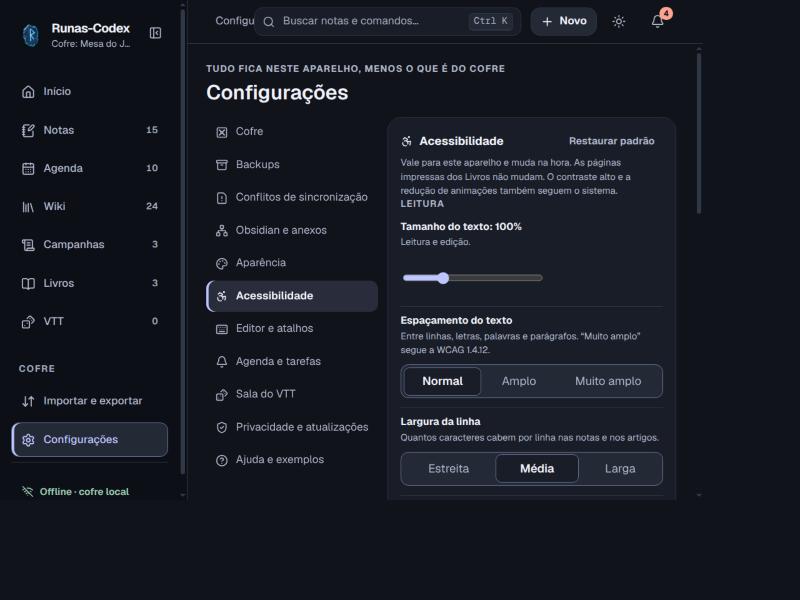 Runas-Codex
Cofre: Mesa do J...
Início
Notas 15
Agenda 10
Wiki 24
Campanhas 3
Livros 3
VTT 0
COFRE
Importar e exportar
Configurações
Offline · cofre local
Configu
Buscar notas e comandos...
Ctrl K
Novo
4
TUDO FICA NESTE APARELHO, MENOS O QUE É DO COFRE
Configurações
Cofre
Backups
Conflitos de sincronização
Obsidian e anexos
Aparência
Acessibilidade
Editor e atalhos
Agenda e tarefas
Sala do VTT
Privacidade e atualizações
Ajuda e exemplos
Acessibilidade
Restaurar padrão
Vale para este aparelho e muda na hora. As páginas
impressas dos Livros não mudam. O contraste alto e a
redução de animações também seguem o sistema.
LEITURA
Tamanho do texto: 100%
Leitura e edição.
Espaçamento do texto
Entre linhas, letras, palavras e parágrafos. “Muito amplo”
segue a WCAG 1.4.12.
Normal Amplo Muito amplo
Largura da linha
Quantos caracteres cabem por linha nas notas e nos artigos.
Estreita Média Larga